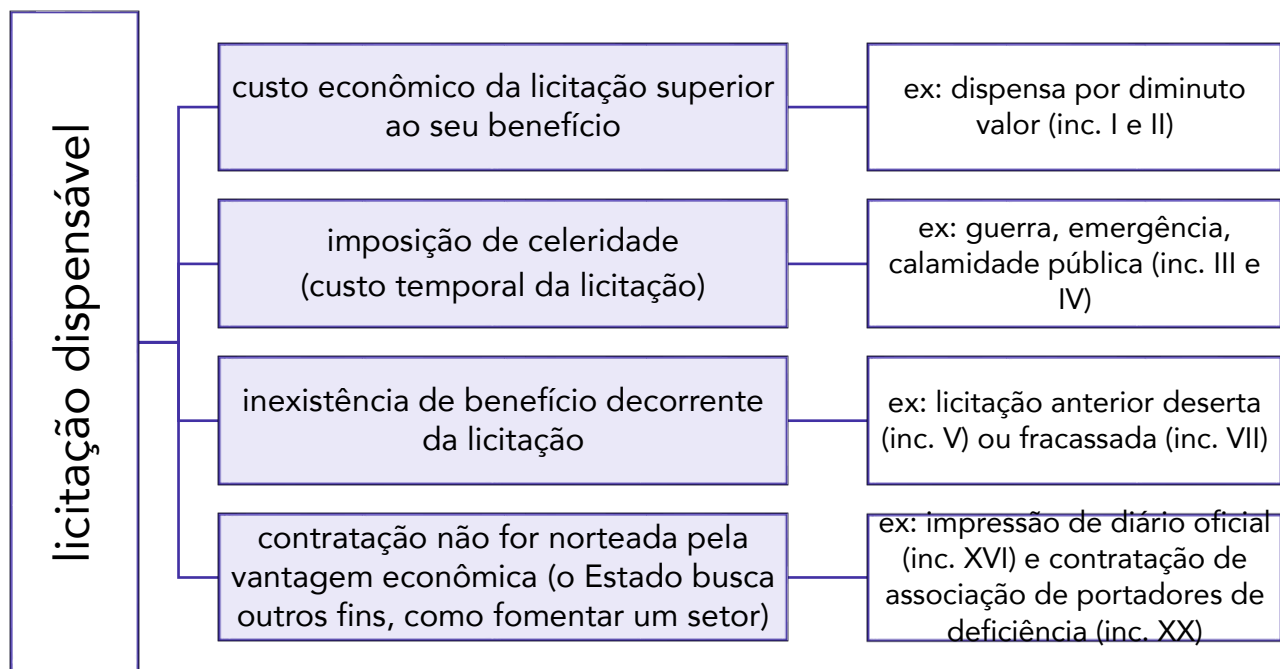 licitação dispensável
custo econômico da licitação superior
ao seu benefício
ex: dispensa por diminuto
valor (inc. I e II)
imposição de celeridade
(custo temporal da licitação)
ex: guerra, emergência,
calamidade pública (inc. III e
IV)
inexistência de benefício decorrente
da licitação
ex: licitação anterior deserta
(inc. V) ou fracassada (inc. VII)
contratação não for norteada pela
vantagem econômica (o Estado busca
outros fins, como fomentar um setor)
ex: impressão de diário oficial
(inc. XVI) e contratação de
associação de portadores de
deficiência (inc. XX)